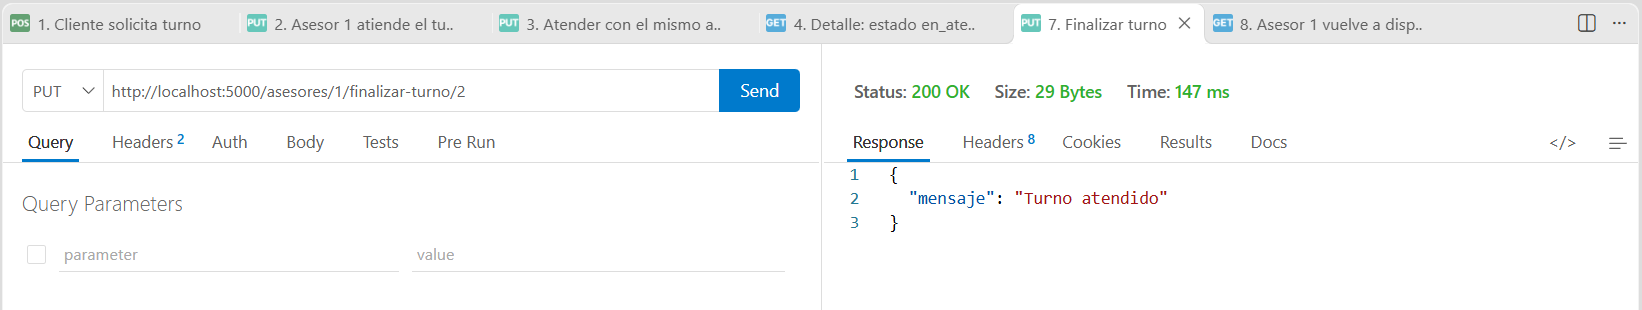 POS 1. Cliente solicita turno
PUT 2. Asesor 1 atiende el tu..
PUT 3. Atender con el mismo a..
GET 4. Detalle: estado en_ate..
PUT 7. Finalizar turno
GET 8. Asesor 1 vuelve a disp..
PUT
http://localhost:5000/asesores/1/finalizar-turno/2
Send
Query
Headers 2
Auth
Body
Tests
Pre Run
Query Parameters
parameter
value
Status: 200 OK
Size: 29 Bytes
Time: 147 ms
Response
Headers 8
Cookies
Results
Docs
</>
1 {
2 "mensaje": "Turno atendido"
3 }